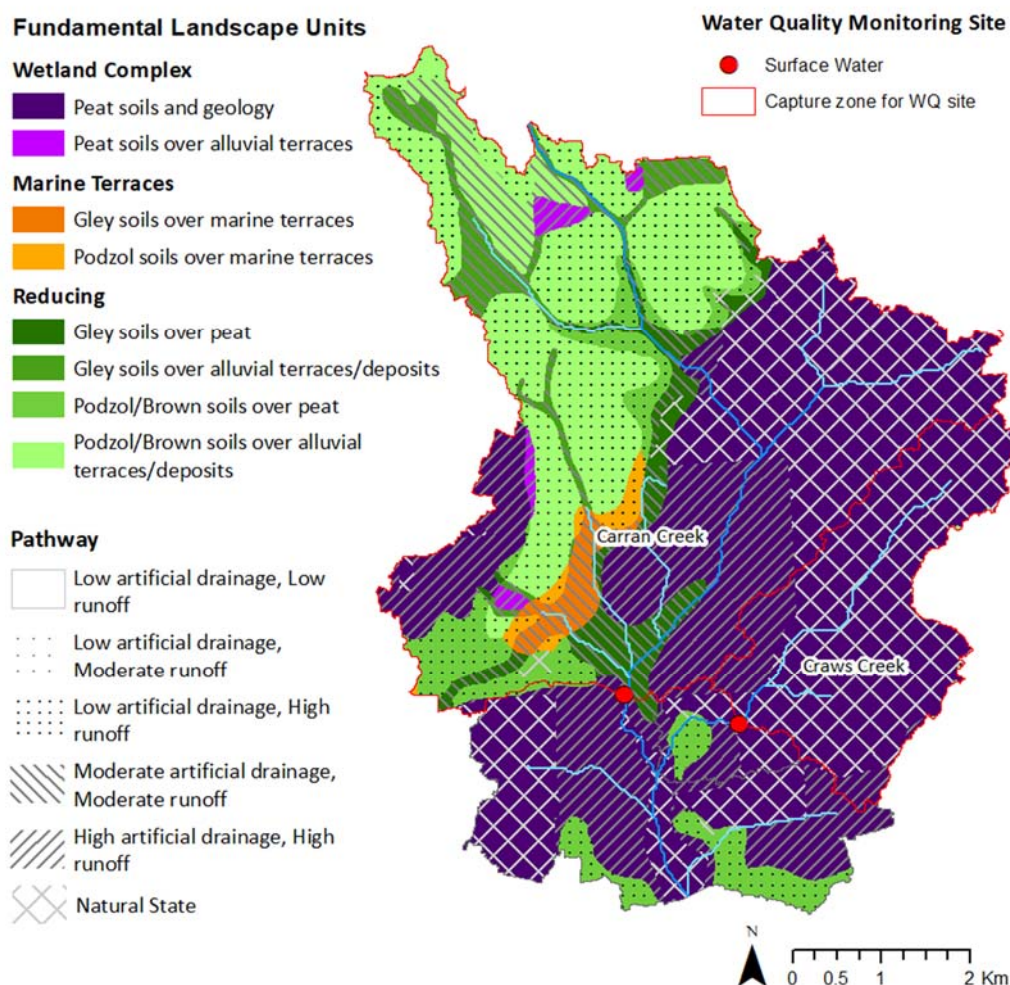 Fundamental Landscape Units
Wetland Complex
Peat soils and geology
Peat soils over alluvial terraces
Marine Terraces
Gley soils over marine terraces
Podzol soils over marine terraces
Reducing
Gley soils over peat
Gley soils over alluvial terraces/deposits
Podzol/Brown soils over peat
Podzol/Brown soils over alluvial
terraces/deposits
Pathway
Low artificial drainage, Low
runoff
Low artificial drainage,
Moderate runoff
Low artificial drainage, High
runoff
Moderate artificial drainage,
Moderate runoff
High artificial drainage, High
runoff
Natural State
Water Quality Monitoring Site
Surface Water
Capture zone for WQ site
Carran Creek
Craws Creek
N
0 0.5 1 2 Km